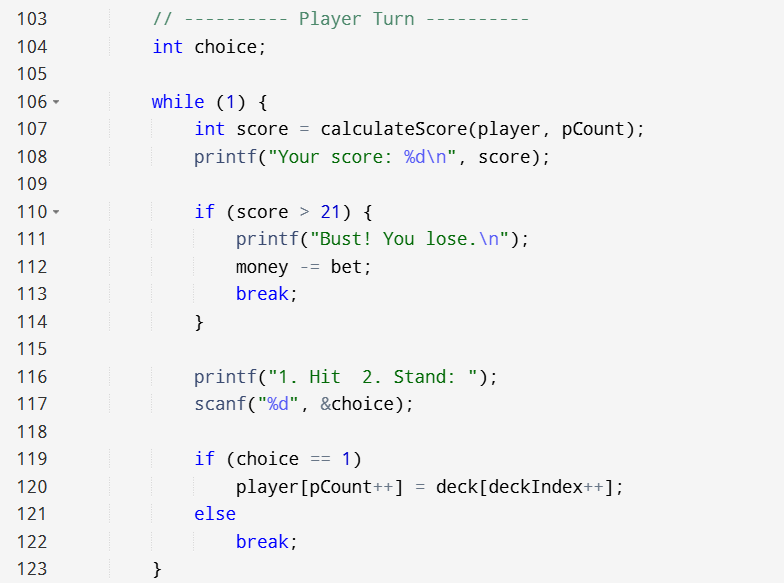 103 // ---------- Player Turn ----------
104 int choice;
105
106 while (1) {
107 int score = calculateScore(player, pCount);
108 printf("Your score: %d\n", score);
109
110 if (score > 21) {
111 printf("Bust! You lose.\n");
112 money -= bet;
113 break;
114 }
115
116 printf("1. Hit  2. Stand: ");
117 scanf("%d", &choice);
118
119 if (choice == 1)
120 player[pCount++] = deck[deckIndex++];
121 else
122 break;
123 }